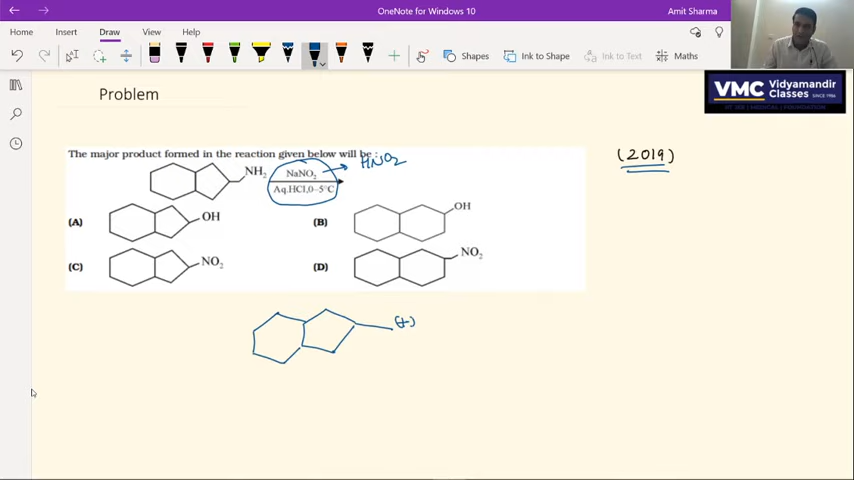 OneNote for Windows 10
Amit Sharma
Home Insert Draw View Help
Shapes Ink to Shape Ink to Text Maths
VMC Vidyamandir Classes
SINCE 1986
Problem
(2019)
The major product formed in the reaction given below will be :
NH2 NaNO2 HNO2
Aq.HCl,0–5°C
(A) OH (B) OH
(C) NO2 (D) NO2
(+)